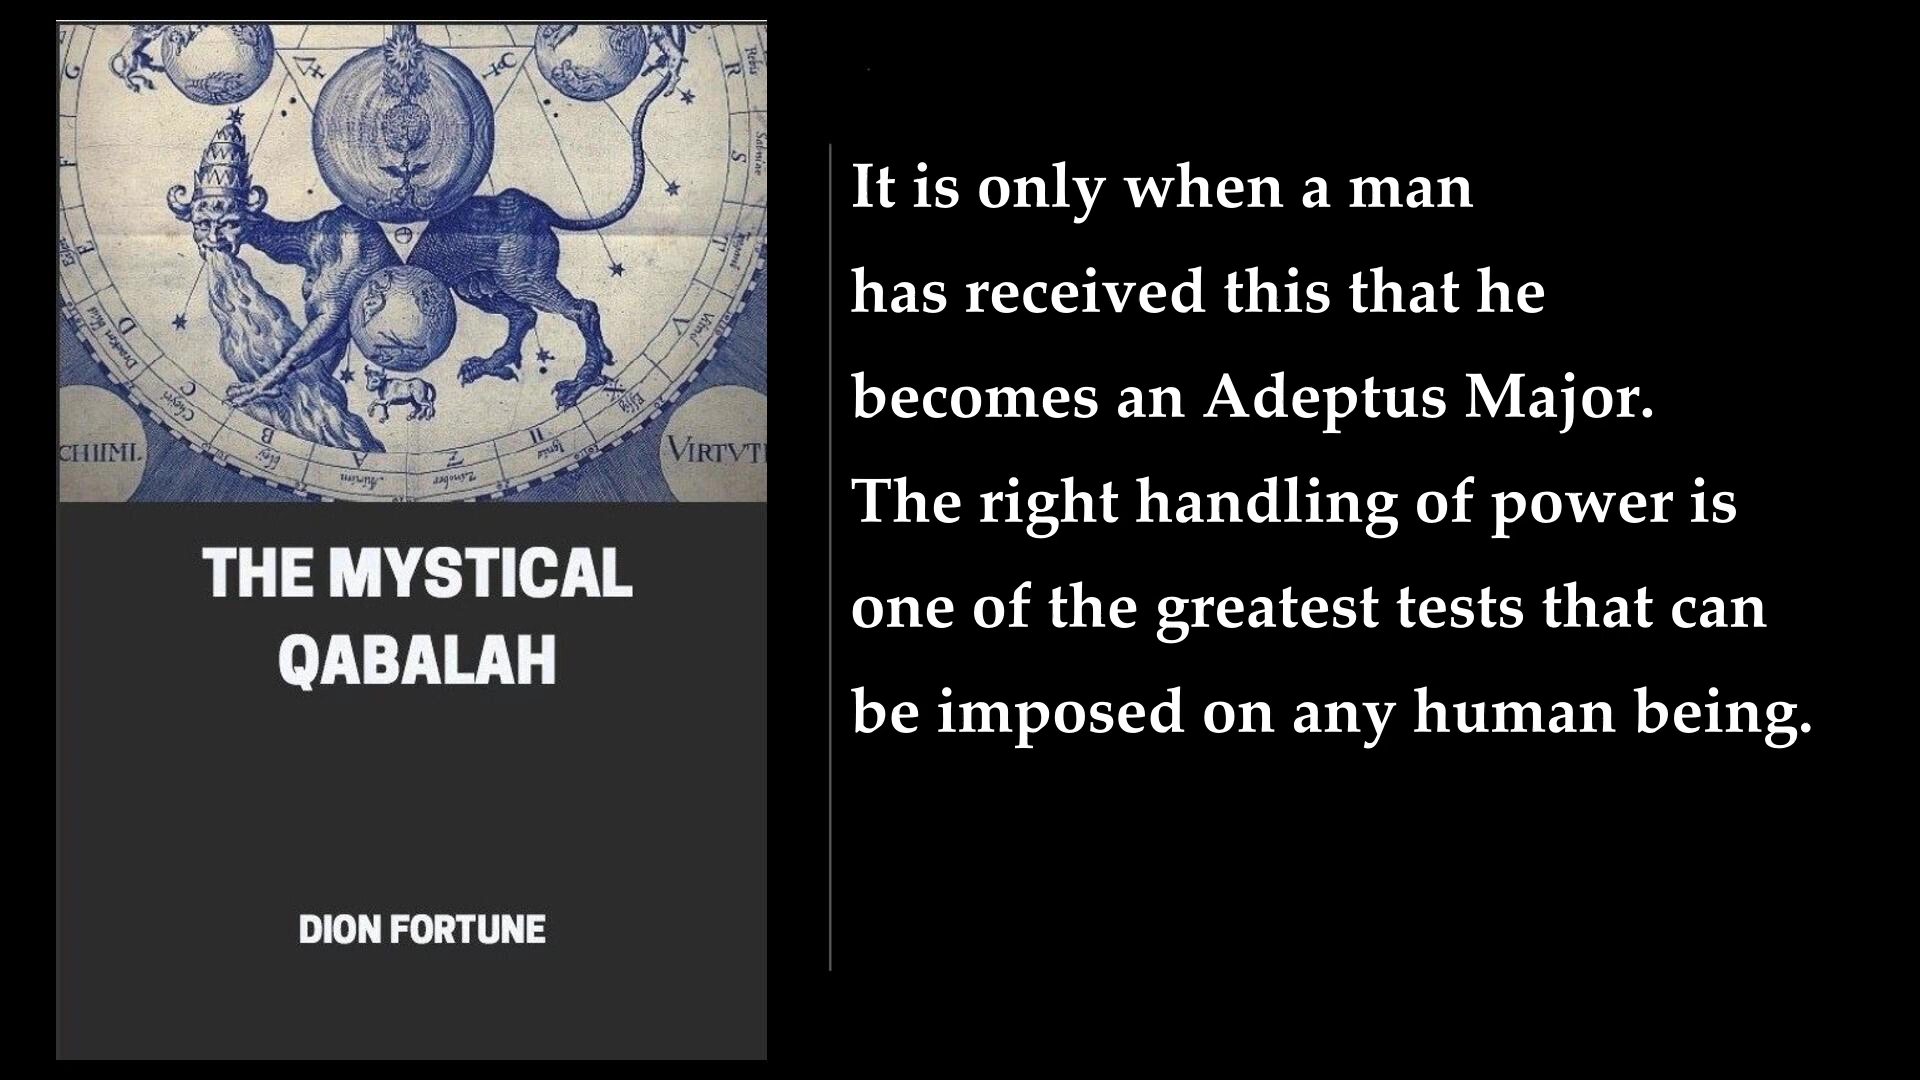 CHIMI.
VIRTVT
THE MYSTICAL
QABALAH
DION FORTUNE
It is only when a man
has received this that he
becomes an Adeptus Major.
The right handling of power is
one of the greatest tests that can
be imposed on any human being.